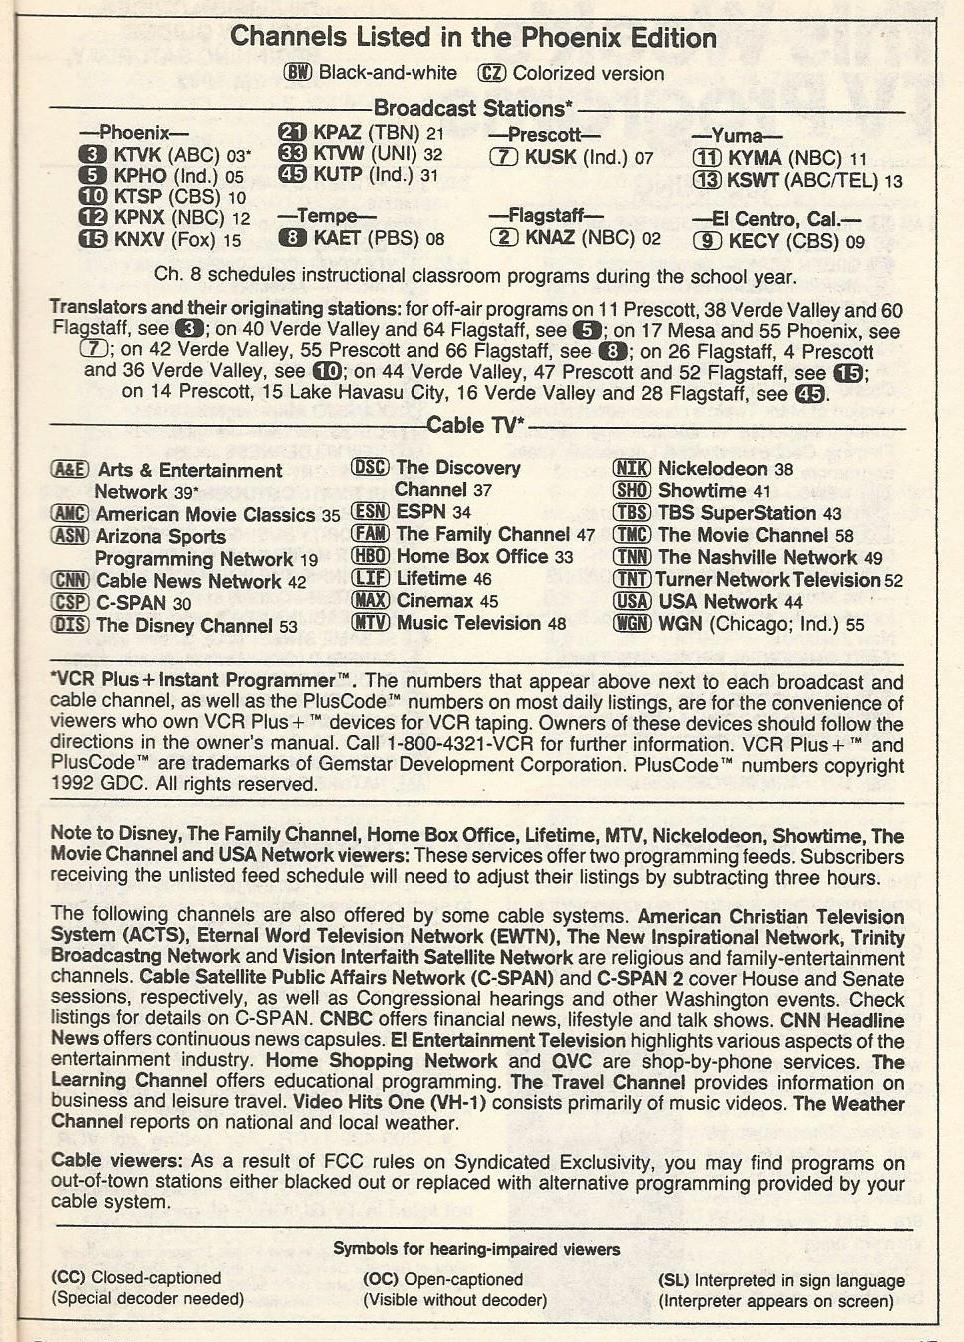 Channels Listed in the Phoenix Edition
BW Black-and-white CZ Colorized version
Broadcast Stations*
—Phoenix—
3 KTVK (ABC) 03*
5 KPHO (Ind.) 05
10 KTSP (CBS) 10
12 KPNX (NBC) 12
15 KNXV (Fox) 15
21 KPAZ (TBN) 21
33 KTVW (UNI) 32
45 KUTP (Ind.) 31
—Tempe—
8 KAET (PBS) 08
—Prescott—
7 KUSK (Ind.) 07
—Flagstaff—
2 KNAZ (NBC) 02
—Yuma—
11 KYMA (NBC) 11
13 KSWT (ABC/TEL) 13
—El Centro, Cal.—
9 KECY (CBS) 09
Ch. 8 schedules instructional classroom programs during the school year.
Translators and their originating stations: for off-air programs on 11 Prescott, 38 Verde Valley and 60
Flagstaff, see 3; on 40 Verde Valley and 64 Flagstaff, see 5; on 17 Mesa and 55 Phoenix, see
7; on 42 Verde Valley, 55 Prescott and 66 Flagstaff, see 8; on 26 Flagstaff, 4 Prescott
and 36 Verde Valley, see 10; on 44 Verde Valley, 47 Prescott and 52 Flagstaff, see 15;
on 14 Prescott, 15 Lake Havasu City, 16 Verde Valley and 28 Flagstaff, see 45.
Cable TV*
A&E Arts & Entertainment
Network 39*
AMC American Movie Classics 35
ASN Arizona Sports
Programming Network 19
CNN Cable News Network 42
CSP C-SPAN 30
DIS The Disney Channel 53
DSC The Discovery
Channel 37
ESN ESPN 34
FAM The Family Channel 47
HBO Home Box Office 33
LIF Lifetime 46
MAX Cinemax 45
MTV Music Television 48
NIK Nickelodeon 38
SHO Showtime 41
TBS TBS SuperStation 43
TMC The Movie Channel 58
TNN The Nashville Network 49
TNT Turner Network Television 52
USA USA Network 44
WGN WGN (Chicago; Ind.) 55
*VCR Plus+ Instant Programmer™. The numbers that appear above next to each broadcast and
cable channel, as well as the PlusCode™ numbers on most daily listings, are for the convenience of
viewers who own VCR Plus+™ devices for VCR taping. Owners of these devices should follow the
directions in the owner's manual. Call 1-800-4321-VCR for further information. VCR Plus+™ and
PlusCode™ are trademarks of Gemstar Development Corporation. PlusCode™ numbers copyright
1992 GDC. All rights reserved.
Note to Disney, The Family Channel, Home Box Office, Lifetime, MTV, Nickelodeon, Showtime, The
Movie Channel and USA Network viewers: These services offer two programming feeds. Subscribers
receiving the unlisted feed schedule will need to adjust their listings by subtracting three hours.
The following channels are also offered by some cable systems. American Christian Television
System (ACTS), Eternal Word Television Network (EWTN), The New Inspirational Network, Trinity
Broadcastng Network and Vision Interfaith Satellite Network are religious and family-entertainment
channels. Cable Satellite Public Affairs Network (C-SPAN) and C-SPAN 2 cover House and Senate
sessions, respectively, as well as Congressional hearings and other Washington events. Check
listings for details on C-SPAN. CNBC offers financial news, lifestyle and talk shows. CNN Headline
News offers continuous news capsules. E! Entertainment Television highlights various aspects of the
entertainment industry. Home Shopping Network and QVC are shop-by-phone services. The
Learning Channel offers educational programming. The Travel Channel provides information on
business and leisure travel. Video Hits One (VH-1) consists primarily of music videos. The Weather
Channel reports on national and local weather.
Cable viewers: As a result of FCC rules on Syndicated Exclusivity, you may find programs on
out-of-town stations either blacked out or replaced with alternative programming provided by your
cable system.
Symbols for hearing-impaired viewers
(CC) Closed-captioned
(Special decoder needed)
(OC) Open-captioned
(Visible without decoder)
(SL) Interpreted in sign language
(Interpreter appears on screen)